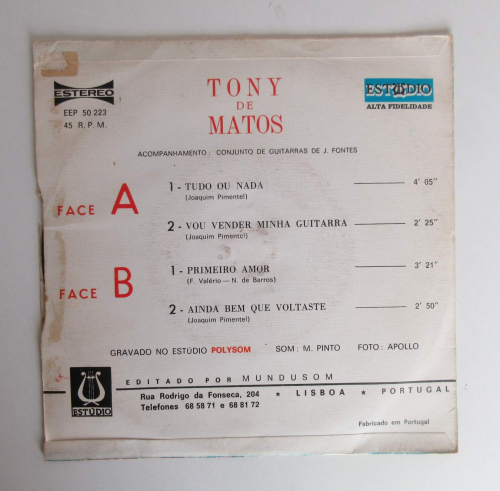 ESTEREO
EEP 50 223
45 R. P. M.
TONY
DE
MATOS
ESTÚDIO
ALTA FIDELIDADE
ACOMPANHAMENTO : CONJUNTO DE GUITARRAS DE J. FONTES
FACE A
1 - TUDO OU NADA 4' 05"
(Joaquim Pimentel)
2 - VOU VENDER MINHA GUITARRA 2' 25"
(Joaquim Pimentel)
FACE B
1 - PRIMEIRO AMOR 3' 21"
(F. Valério — N. de Barros)
2 - AINDA BEM QUE VOLTASTE 2' 50"
(Joaquim Pimentel)
GRAVADO NO ESTÚDIO POLYSOM SOM : M. PINTO FOTO : APOLLO
EDITADO POR MUNDUSOM
Rua Rodrigo da Fonseca, 204 * LISBOA * PORTUGAL
Telefones 68 58 71 e 68 81 72
ESTÚDIO
Fabricado em Portugal